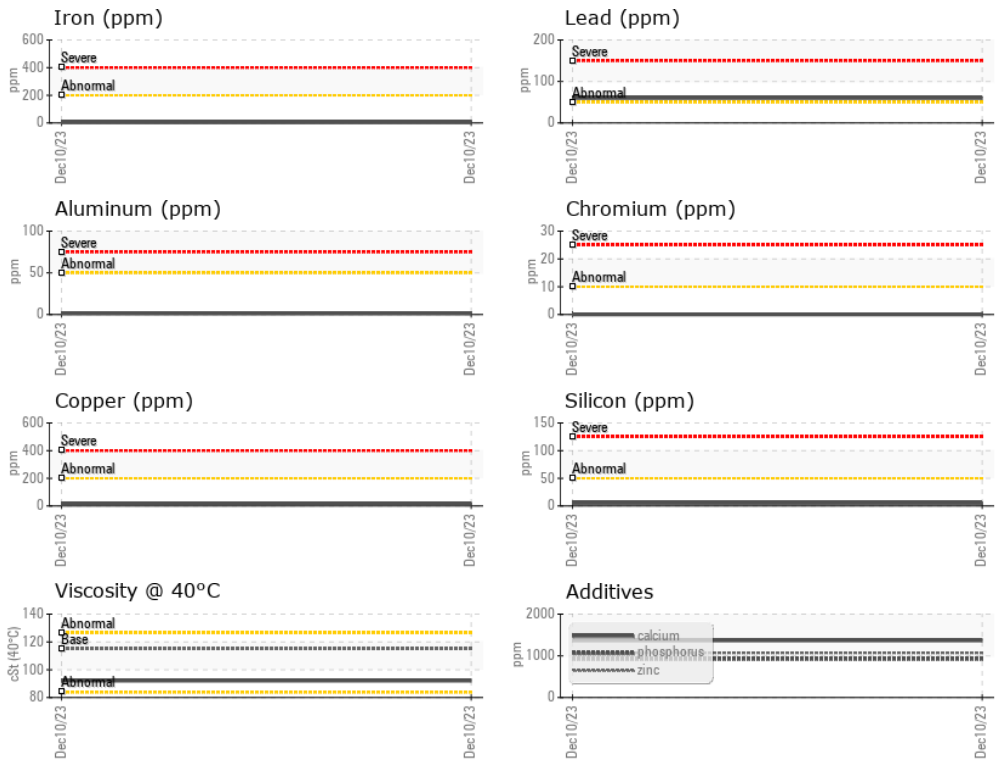 Iron (ppm)
600
400
200
0
ppm
Severe
Abnormal
Dec10/23
Dec10/23
Lead (ppm)
200
100
0
ppm
Severe
Abnormal
Dec10/23
Dec10/23
Aluminum (ppm)
100
50
0
ppm
Severe
Abnormal
Dec10/23
Dec10/23
Chromium (ppm)
30
20
10
0
ppm
Severe
Abnormal
Dec10/23
Dec10/23
Copper (ppm)
600
400
200
0
ppm
Severe
Abnormal
Dec10/23
Dec10/23
Silicon (ppm)
150
100
50
0
ppm
Severe
Abnormal
Dec10/23
Dec10/23
Viscosity @ 40°C
140
120
100
80
cSt (40°C)
Abnormal
Base
Abnormal
Dec10/23
Dec10/23
Additives
2000
1000
0
ppm
calcium
phosphorus
zinc
Dec10/23
Dec10/23